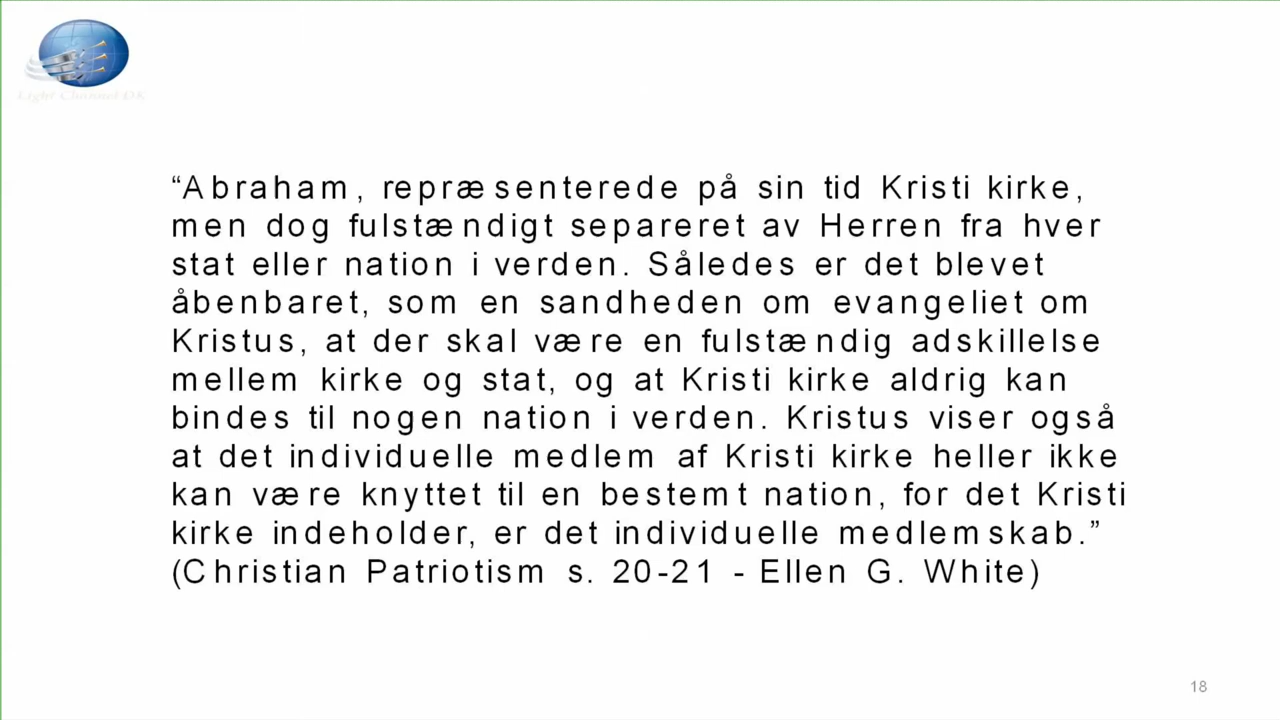 Light Channel DK
“Abraham, repræsenterede på sin tid Kristi kirke,
men dog fulstændigt separeret av Herren fra hver
stat eller nation i verden. Således er det blevet
åbenbaret, som en sandheden om evangeliet om
Kristus, at der skal være en fulstændig adskillelse
mellem kirke og stat, og at Kristi kirke aldrig kan
bindes til nogen nation i verden. Kristus viser også
at det individuelle medlem af Kristi kirke heller ikke
kan være knyttet til en bestemt nation, for det Kristi
kirke indeholder, er det individuelle medlemskab.”
(Christian Patriotism s. 20-21 - Ellen G. White)
18